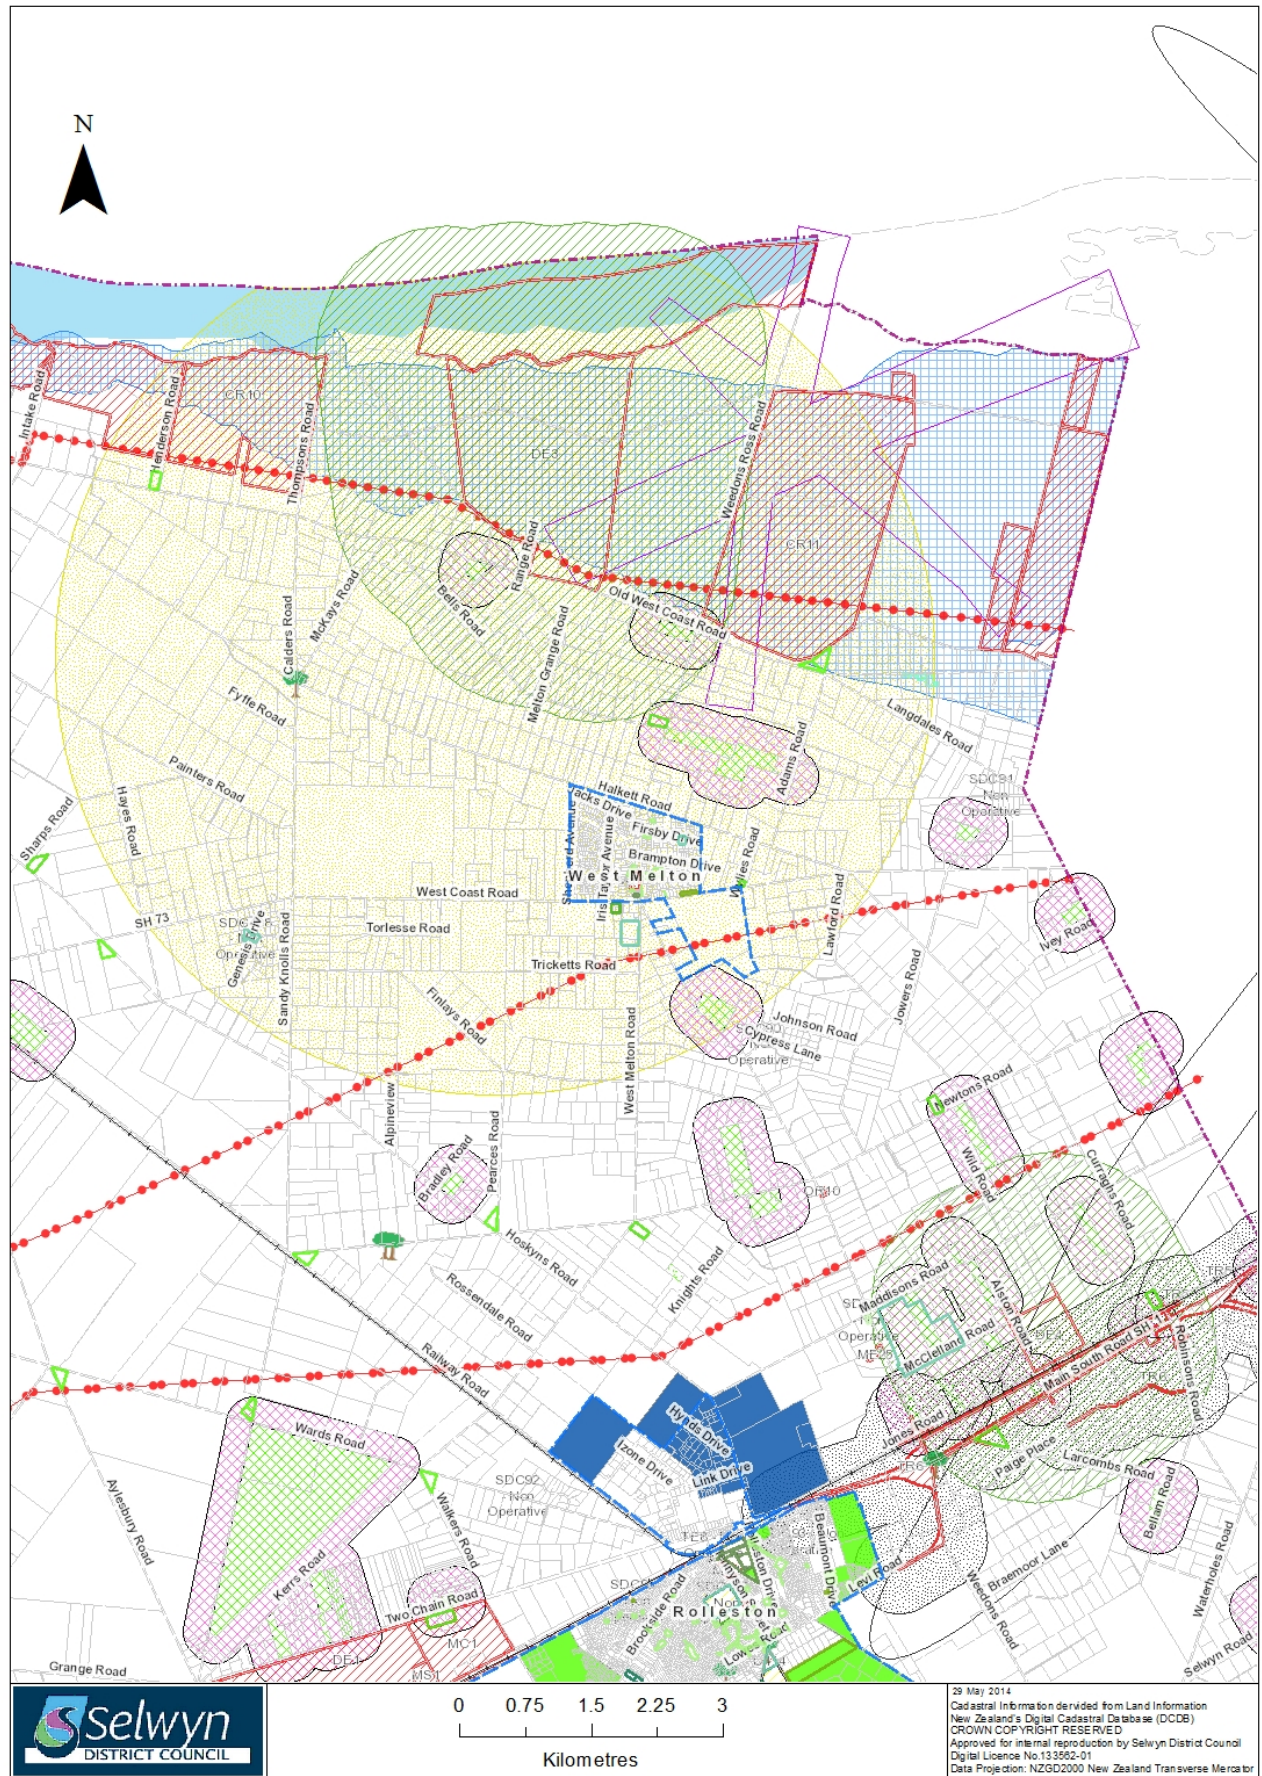 N
Intake Road
Henderson Road
CR10
Thompsons Road
DE3
Weedons Ross Road
CR11
Range Road
Bells Road
Old West Coast Road
McKays Road
Calders Road
Melton Grange Road
Fyffe Road
Langdales Road
Adams Road
Painters Road
Hayes Road
Sharps Road
SDC91
Non
Operative
Halkett Road
acks Drive
Firsby Drive
Brampton Drive
West Melton
West Coast Road
Lawford Road
SH 73
Torlesse Road
Genesis Drive
Operative
Sandy Knolls Road
Tricketts Road
Ivey Road
Jowers Road
Finlays Road
Johnson Road
Cypress Lane
Operative
West Melton Road
Alpineview
Pearces Road
Bradley Road
Newtons Road
Wild Road
Curraghs Road
Hoskyns Road
Knights Road
Rossendale Road
Railway Road
Maddisons Road
Alston Road
Operative
McClelland Road
Main South Road SH 1
Robinsons Road
Jones Road
Paige Place
Larcombs Road
Bellam Road
Hynds Drive
Izone Drive
Link Drive
Wards Road
SDC92
Non
Operative
Aylesbury Road
Walkers Road
Kerrs Road
Two Chain Road
Beaumont Drive
Levi Road
Weedons Road
Braemoor Lane
Waterholes Road
Brookside Road
Rolleston
MC1
MS1
Grange Road
Selwyn Road
Selwyn
DISTRICT COUNCIL
0 0.75 1.5 2.25 3
Kilometres
29 May 2014
Cadastral Information dervided from Land Information
New Zealand's Digital Cadastral Database (DCDB)
CROWN COPYRIGHT RESERVED
Approved for internal reproduction by Selwyn District Council
Digital Licence No.133562-01
Data Projection: NZGD2000 New Zealand Transverse Mercator